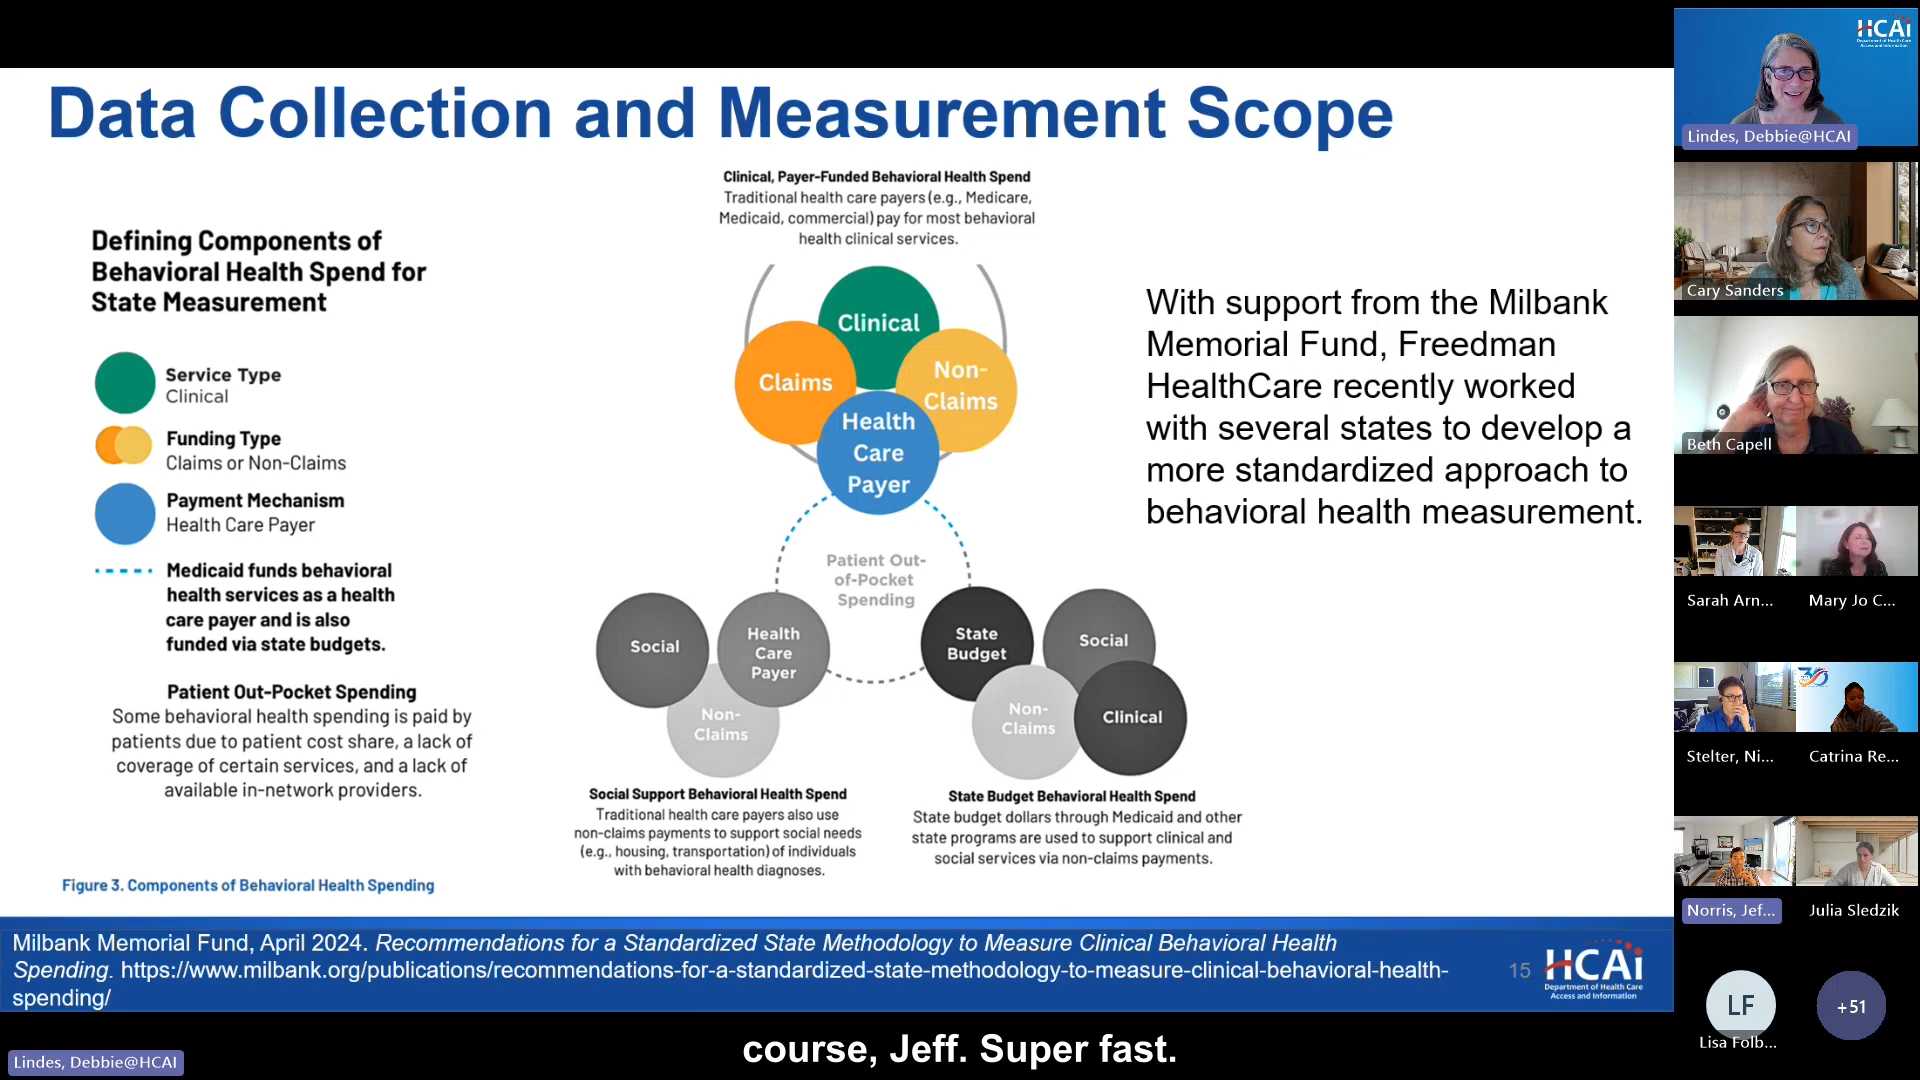 Data Collection and Measurement Scope
Defining Components of
Behavioral Health Spend for
State Measurement
Service Type
Clinical
Funding Type
Claims or Non-Claims
Payment Mechanism
Health Care Payer
Medicaid funds behavioral
health services as a health
care payer and is also
funded via state budgets.
Patient Out-Pocket Spending
Some behavioral health spending is paid by
patients due to patient cost share, a lack of
coverage of certain services, and a lack of
available in-network providers.
Figure 3. Components of Behavioral Health Spending
Clinical, Payer-Funded Behavioral Health Spend
Traditional health care payers (e.g., Medicare,
Medicaid, commercial) pay for most behavioral
health clinical services.
Clinical
Claims
Non-
Claims
Health
Care
Payer
Patient Out-
of-Pocket
Spending
Social
Health
Care
Payer
Non-
Claims
State
Budget
Social
Non-
Claims
Clinical
Social Support Behavioral Health Spend
Traditional health care payers also use
non-claims payments to support social needs
(e.g., housing, transportation) of individuals
with behavioral health diagnoses.
State Budget Behavioral Health Spend
State budget dollars through Medicaid and other
state programs are used to support clinical and
social services via non-claims payments.
With support from the Milbank
Memorial Fund, Freedman
HealthCare recently worked
with several states to develop a
more standardized approach to
behavioral health measurement.
Milbank Memorial Fund, April 2024. Recommendations for a Standardized State Methodology to Measure Clinical Behavioral Health
Spending. https://www.milbank.org/publications/recommendations-for-a-standardized-state-methodology-to-measure-clinical-behavioral-health-
spending/
15
HCAi
Department of Health Care
Access and Information
course, Jeff. Super fast.
Lindes, Debbie@HCAI
HCAi
Department of Health Care
Access and Information
Lindes, Debbie@HCAI
Cary Sanders
Beth Capell
Sarah Arn...
Mary Jo C...
30
Stelter, Ni...
Catrina Re...
Norris, Jef...
Julia Sledzik
LF
+51
Lisa Folb...